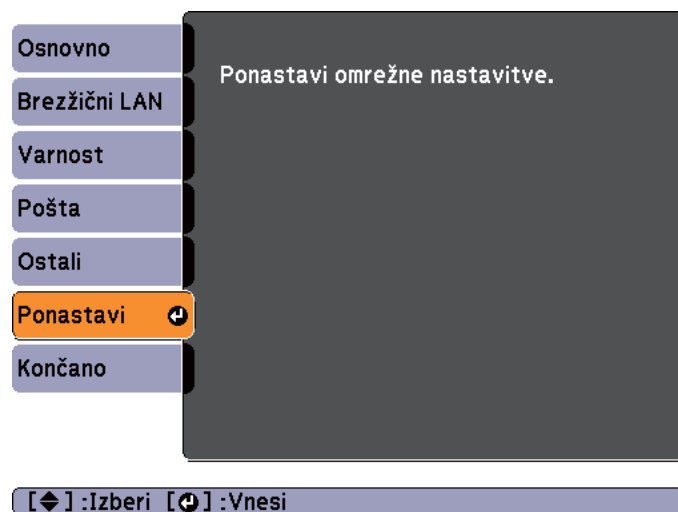 Osnovno
Brezžični LAN
Varnost
Pošta
Ostali
Ponastavi
Končano
Ponastavi omrežne nastavitve.
[◆] :Izberi [⏎] :Vnesi